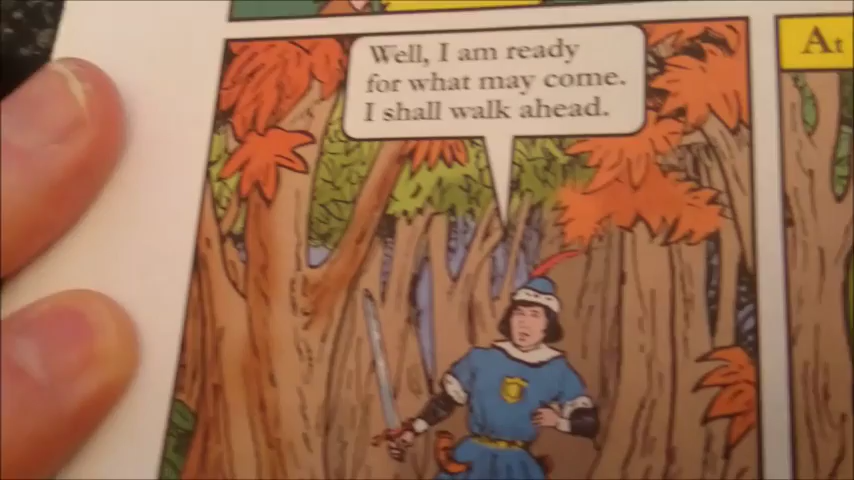 Well, I am ready
for what may come.
I shall walk ahead.
At